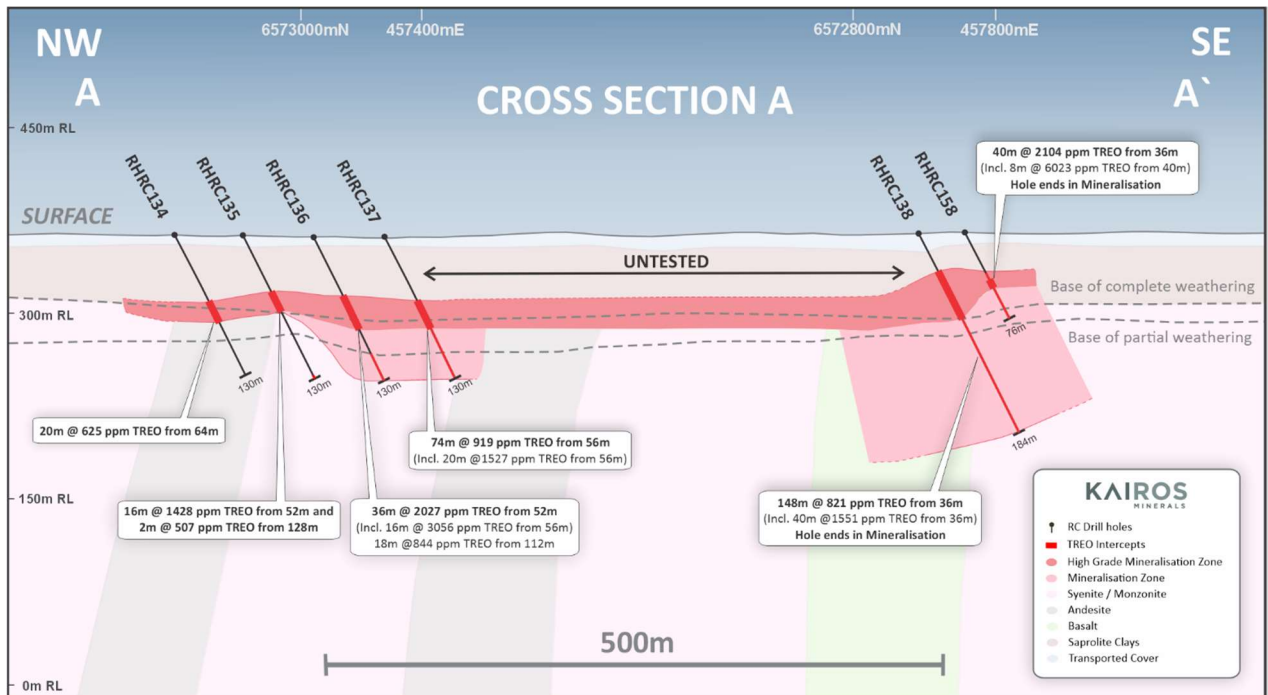 NW
A
6573000mN
457400mE
6572800mN
457800mE
SE
A`
CROSS SECTION A
450m RL
RHRC134
RHRC135
RHRC136
RHRC137
RHRC138
RHRC158
40m @ 2104 ppm TREO from 36m
(Incl. 8m @ 6023 ppm TREO from 40m)
Hole ends in Mineralisation
SURFACE
UNTESTED
Base of complete weathering
300m RL
76m
Base of partial weathering
130m
130m
130m
130m
184m
20m @ 625 ppm TREO from 64m
74m @ 919 ppm TREO from 56m
(Incl. 20m @1527 ppm TREO from 56m)
150m RL
16m @ 1428 ppm TREO from 52m and
2m @ 507 ppm TREO from 128m
36m @ 2027 ppm TREO from 52m
(Incl. 16m @ 3056 ppm TREO from 56m)
18m @844 ppm TREO from 112m
148m @ 821 ppm TREO from 36m
(Incl. 40m @1551 ppm TREO from 36m)
Hole ends in Mineralisation
KAIROS
MINERALS
RC Drill holes
TREO Intercepts
High Grade Mineralisation Zone
Mineralisation Zone
Syenite / Monzonite
Andesite
Basalt
Saprolite Clays
Transported Cover
500m
0m RL